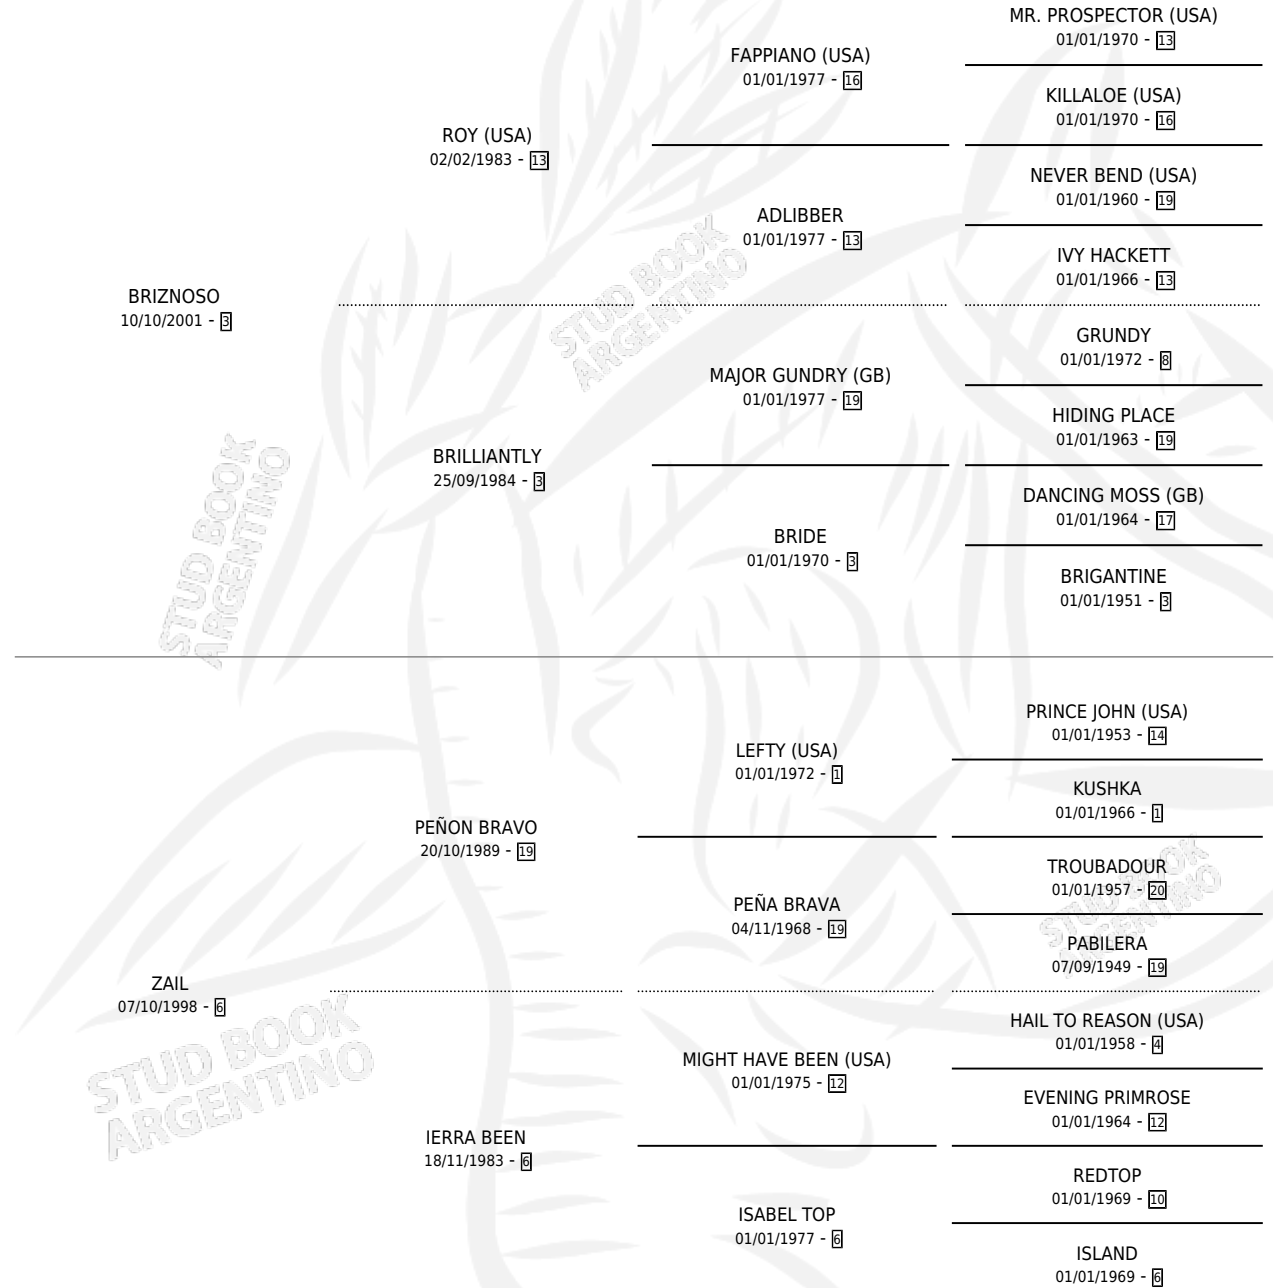 MR. PROSPECTOR (USA)
01/01/1970 - 13
FAPPIANO (USA)
01/01/1977 - 16
KILLALOE (USA)
01/01/1970 - 16
ROY (USA)
02/02/1983 - 13
NEVER BEND (USA)
01/01/1960 - 19
ADLIBBER
01/01/1977 - 13
IVY HACKETT
01/01/1966 - 13
BRIZNOSO
10/10/2001 - 3
GRUNDY
01/01/1972 - 8
MAJOR GUNDRY (GB)
01/01/1977 - 19
HIDING PLACE
01/01/1963 - 19
BRILLIANTLY
25/09/1984 - 3
DANCING MOSS (GB)
01/01/1964 - 17
BRIDE
01/01/1970 - 3
BRIGANTINE
01/01/1951 - 3
STUD BOOK
ARGENTINO
STUD BOOK
ARGENTINO
PRINCE JOHN (USA)
01/01/1953 - 14
LEFTY (USA)
01/01/1972 - 1
KUSHKA
01/01/1966 - 1
PEÑON BRAVO
20/10/1989 - 19
TROUBADOUR
01/01/1957 - 20
PEÑA BRAVA
04/11/1968 - 19
PABILERA
07/09/1949 - 19
ZAIL
07/10/1998 - 6
HAIL TO REASON (USA)
01/01/1958 - 4
MIGHT HAVE BEEN (USA)
01/01/1975 - 12
EVENING PRIMROSE
01/01/1964 - 12
IERRA BEEN
18/11/1983 - 6
REDTOP
01/01/1969 - 10
ISABEL TOP
01/01/1977 - 6
ISLAND
01/01/1969 - 6
STUD BOOK
ARGENTINO
STUD BOOK
ARGENTINO